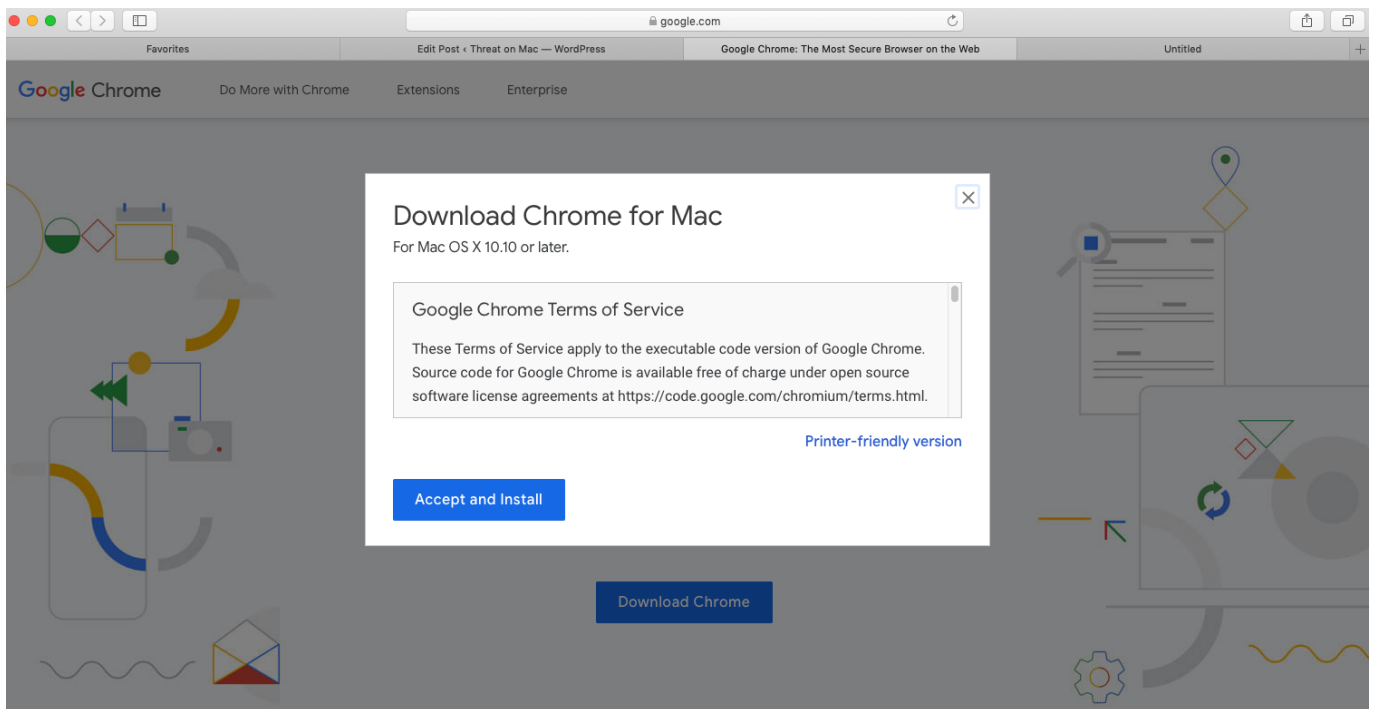 google.com
Favorites
Edit Post ‹ Threat on Mac — WordPress
Google Chrome: The Most Secure Browser on the Web
Untitled
Google Chrome
Do More with Chrome
Extensions
Enterprise
Download Chrome for Mac
For Mac OS X 10.10 or later.
Google Chrome Terms of Service
These Terms of Service apply to the executable code version of Google Chrome.
Source code for Google Chrome is available free of charge under open source
software license agreements at https://code.google.com/chromium/terms.html.
Printer-friendly version
Accept and Install
Download Chrome